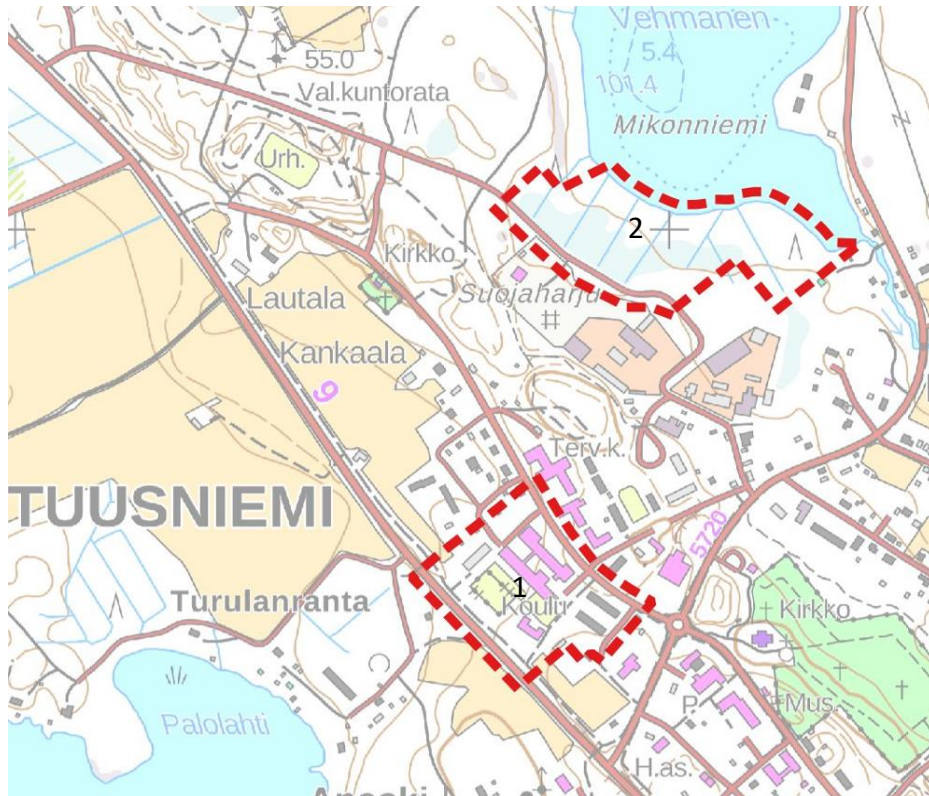 Vehmanen
5.4
101.4
55.0
Val.kuntorata
Mikonniemi
Urh.
2
Kirkko
Suojaharju
Lautala
Kankaala
9
Terv.k.
TUUSNIEMI
5720
1
Koulu
Turulanranta
Kirkko
P
Mus.
Palolahti
H.as.